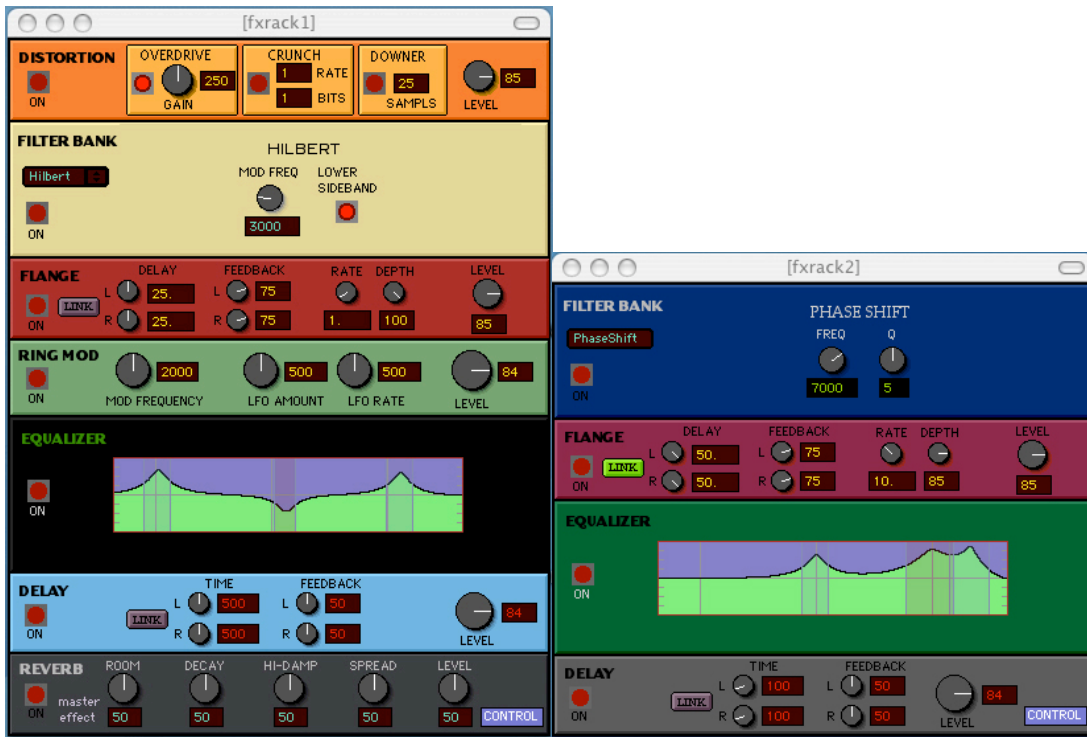 [fxrack1]
DISTORTION
ON
OVERDRIVE
250
GAIN
CRUNCH
1 RATE
1 BITS
DOWNER
25
SAMPLS
85
LEVEL
FILTER BANK
Hilbert
ON
HILBERT
MOD FREQ
3000
LOWER
SIDEBAND
FLANGE
ON
LINK
DELAY
L 25.
R 25.
FEEDBACK
L 75
R 75
RATE
1.
DEPTH
100
LEVEL
85
RING MOD
ON
2000
MOD FREQUENCY
500
LFO AMOUNT
500
LFO RATE
84
LEVEL
EQUALIZER
ON
DELAY
ON
LINK
TIME
L 500
R 500
FEEDBACK
L 50
R 50
84
LEVEL
REVERB
ON
master
effect
ROOM
50
DECAY
50
HI-DAMP
50
SPREAD
50
LEVEL
50
CONTROL
[fxrack2]
FILTER BANK
PhaseShift
ON
PHASE SHIFT
FREQ
7000
Q
5
FLANGE
ON
LINK
DELAY
L 50.
R 50.
FEEDBACK
L 75
R 75
RATE
10.
DEPTH
85
LEVEL
85
EQUALIZER
ON
DELAY
ON
LINK
TIME
L 100
R 100
FEEDBACK
L 50
R 50
84
LEVEL
CONTROL